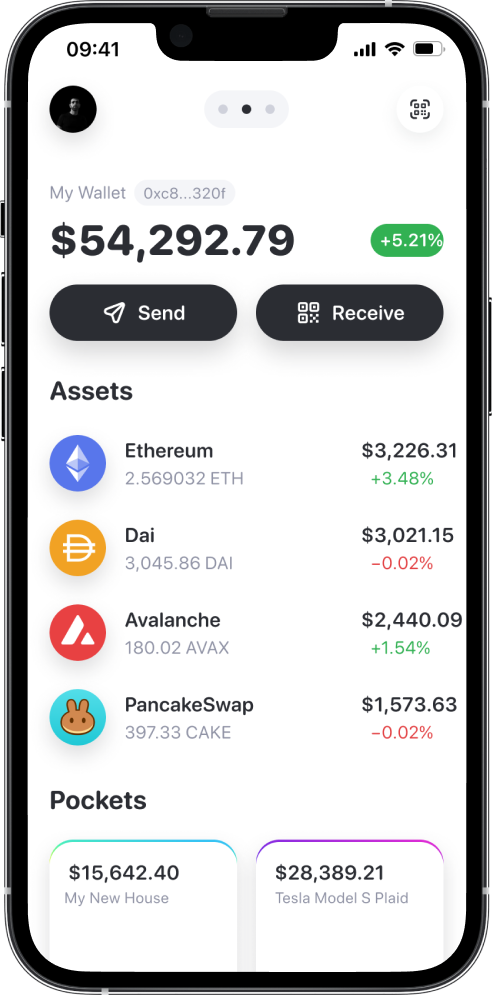 09:41
My Wallet 0xc8...320f
$54,292.79 +5.21%
Send Receive
Assets
Ethereum $3,226.31
2.569032 ETH +3.48%
Dai $3,021.15
3,045.86 DAI −0.02%
Avalanche $2,440.09
180.02 AVAX +1.54%
PancakeSwap $1,573.63
397.33 CAKE −0.02%
Pockets
$15,642.40 $28,389.21
My New House Tesla Model S Plaid